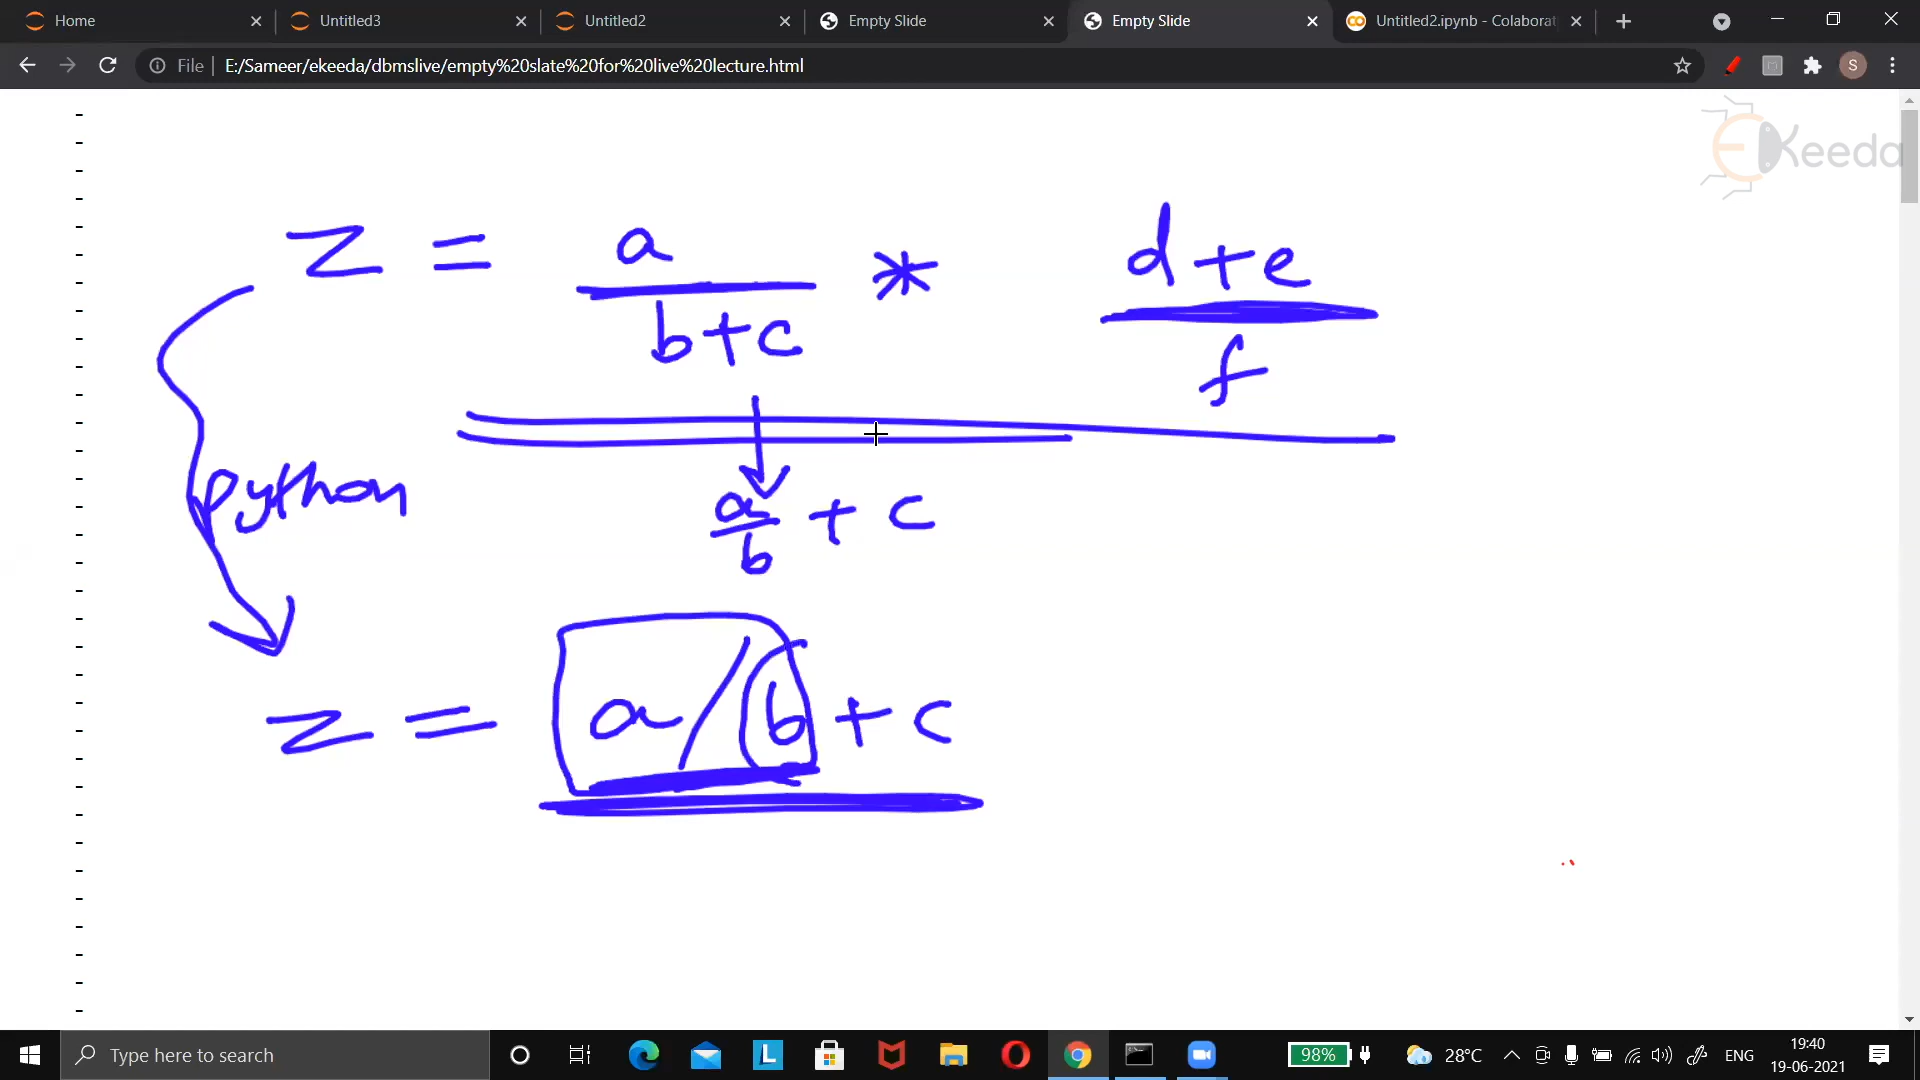 Home
Untitled3
Untitled2
Empty Slide
Empty Slide
Untitled2.ipynb - Colaborat
File | E:/Sameer/ekeeda/dbmslive/empty%20slate%20for%20live%20lecture.html
S
EKeeda
z = a / b+c * d+e / f
python
a/b + c
z = a/(b + c
Type here to search
L
98%
28°C
ENG
19:40
19-06-2021